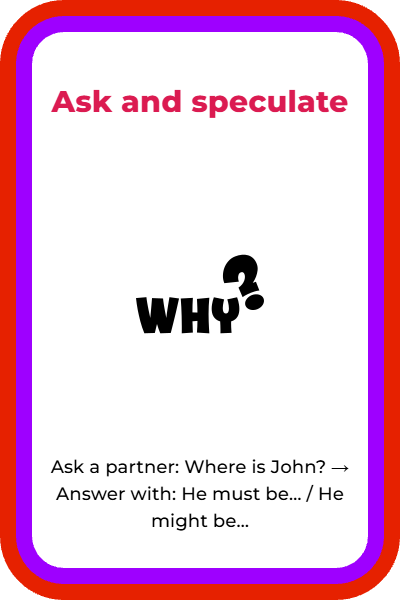 Ask and speculate
WHY?
Ask a partner: Where is John? →
Answer with: He must be... / He
might be...